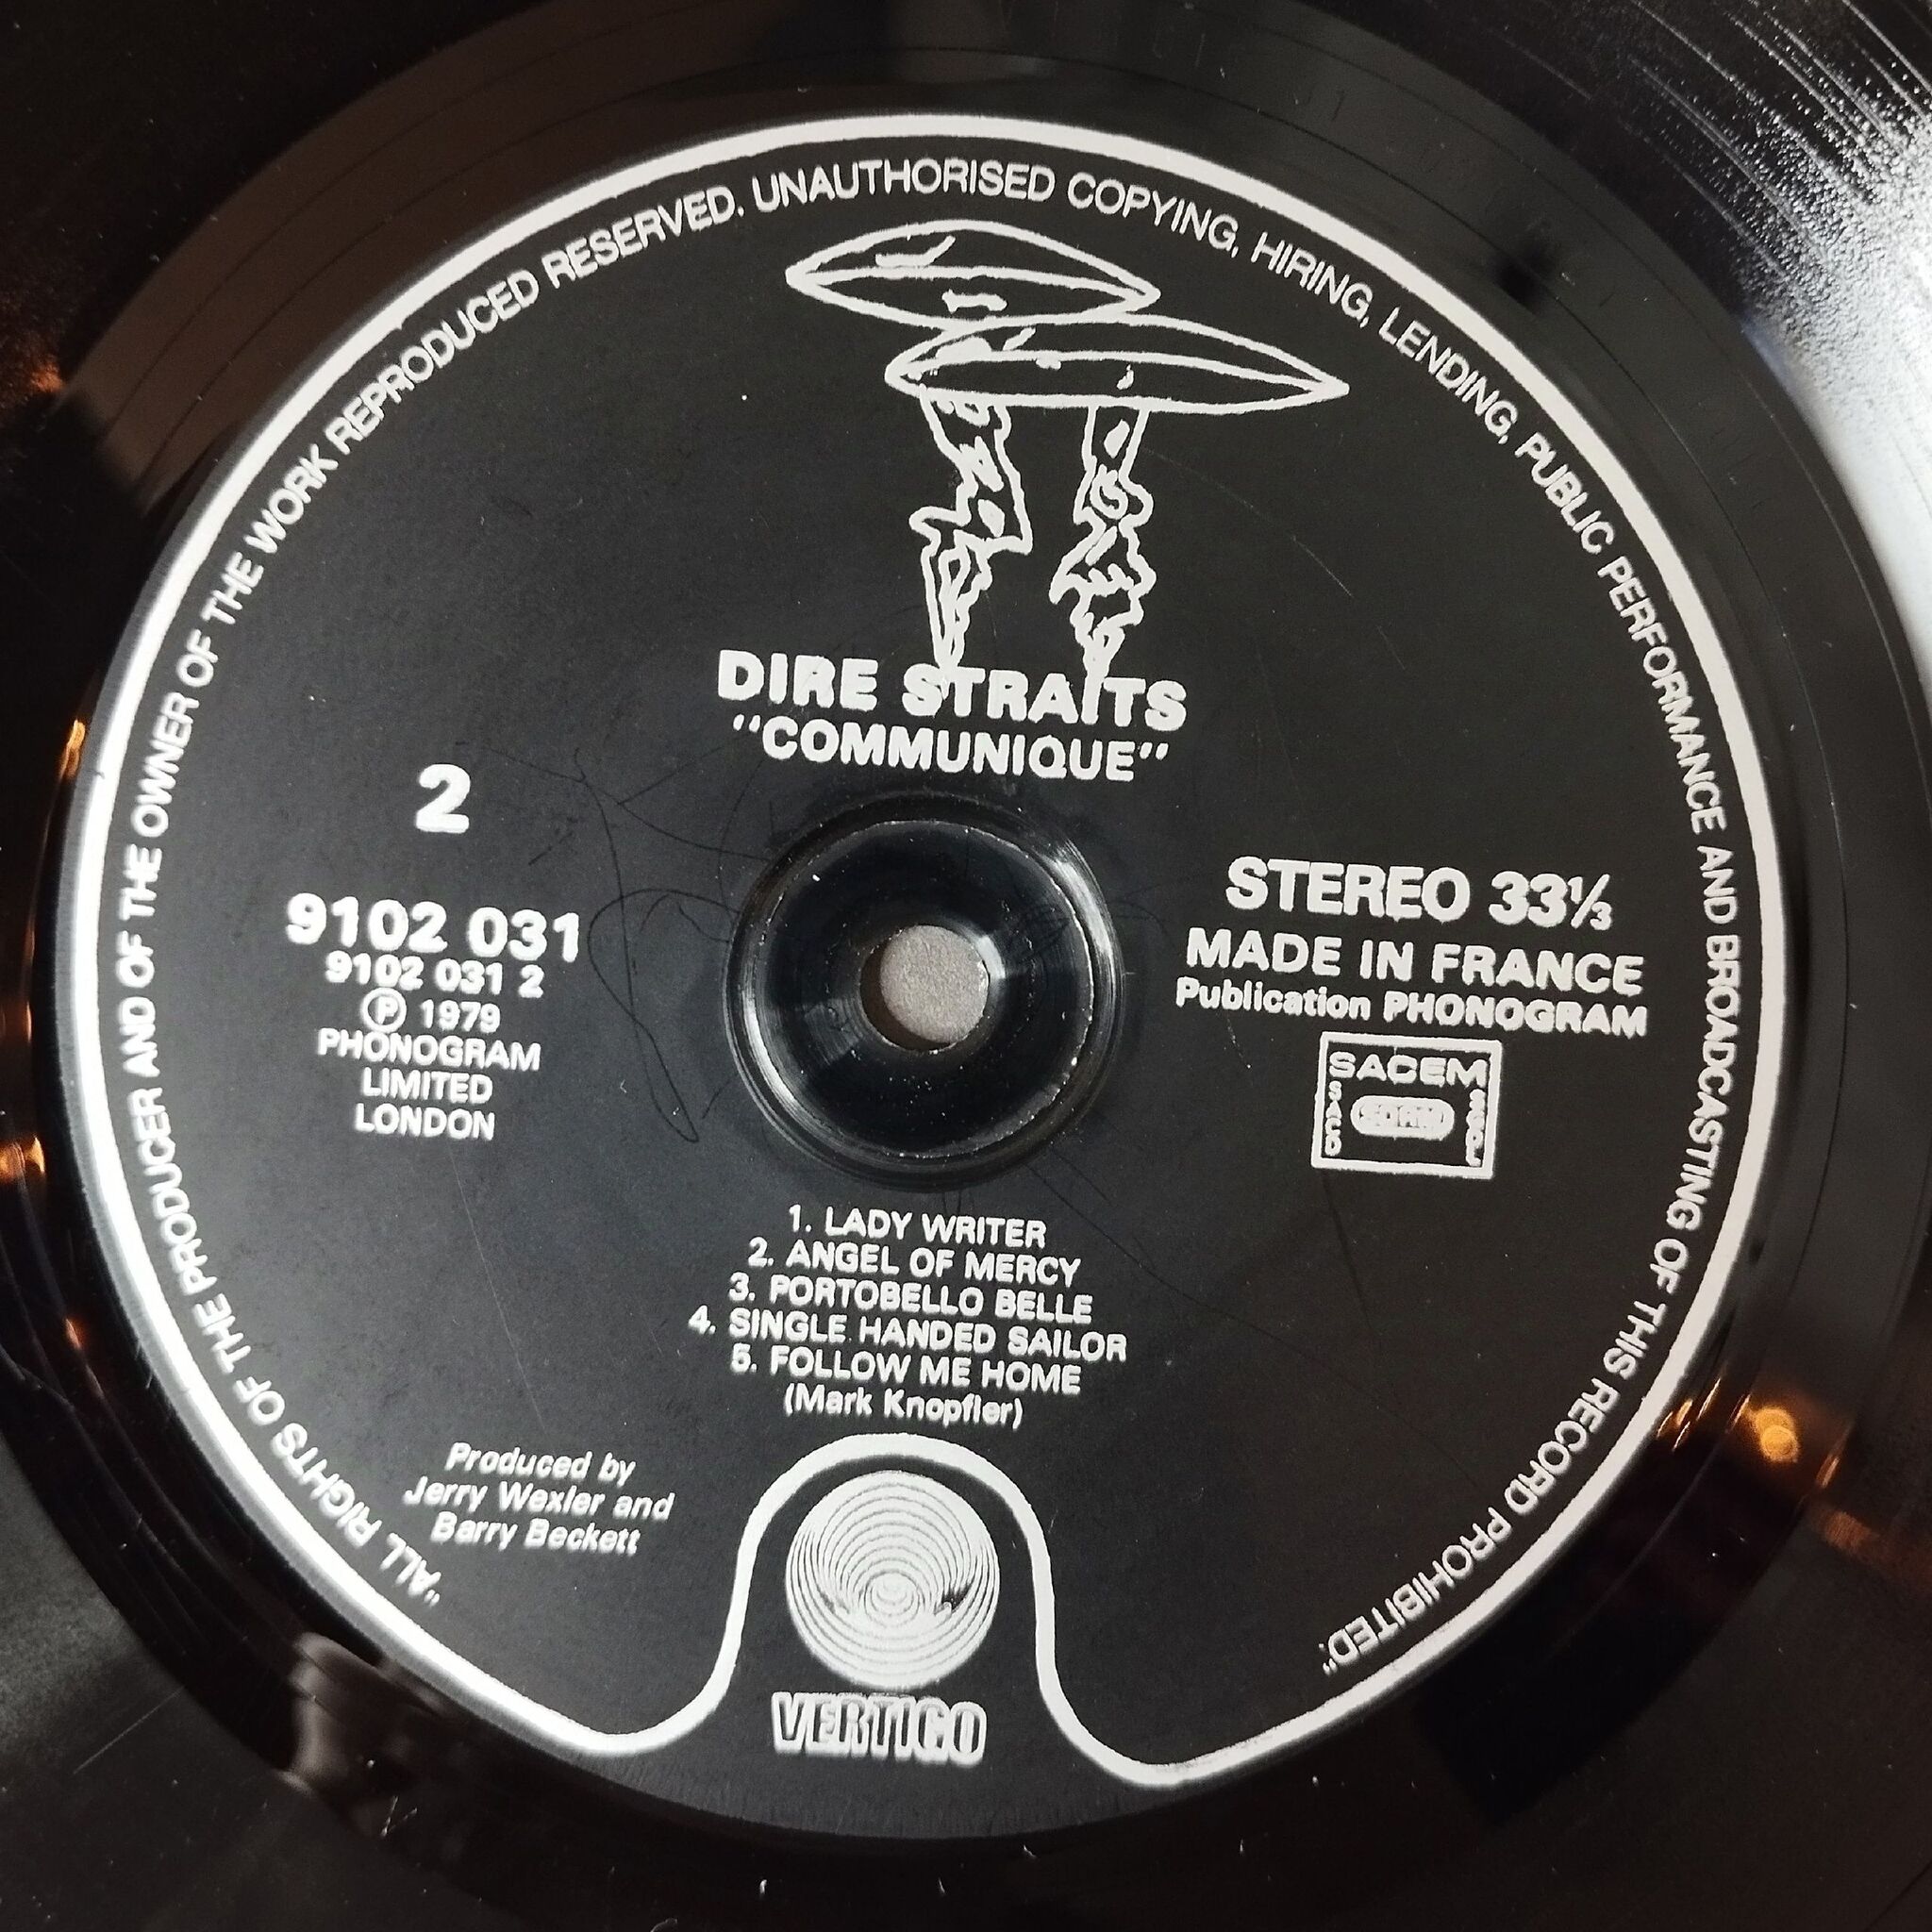 "ALL RIGHTS OF THE PRODUCER AND OF THE OWNER OF THE WORK REPRODUCED RESERVED. UNAUTHORISED COPYING, HIRING, LENDING, PUBLIC PERFORMANCE AND BROADCASTING OF THIS RECORD PROHIBITED."
DIRE STRAITS
"COMMUNIQUE"
2
9102 031
9102 031 2
Ⓟ 1979
PHONOGRAM
LIMITED
LONDON
STEREO 33⅓
MADE IN FRANCE
Publication PHONOGRAM
SACEM
SACD
SDRM
SGDL
1. LADY WRITER
2. ANGEL OF MERCY
3. PORTOBELLO BELLE
4. SINGLE HANDED SAILOR
5. FOLLOW ME HOME
(Mark Knopfler)
Produced by
Jerry Wexler and
Barry Beckett
VERTIGO